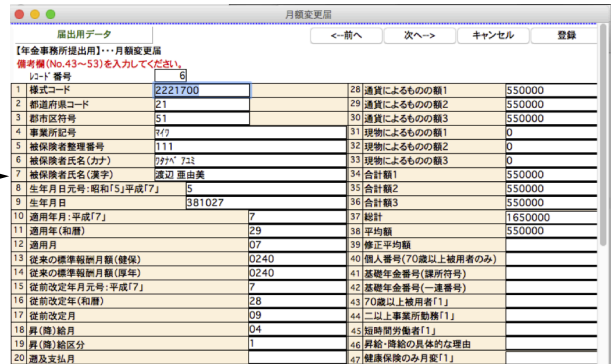 月額変更届
届出用データ
<--前へ 次へ--> キャンセル 登録
【年金事務所提出用】・・・月額変更届
備考欄(No.43〜53)を入力してください。
ﾚｺｰﾄﾞ番号 6
1 様式コード 2221700
2 都道府県コード 21
3 郡市区符号 51
4 事業所記号 ﾏｲﾜ
5 被保険者整理番号 111
6 被保険者氏名(カナ) ﾜﾀﾅﾍﾞ ｱﾕﾐ
7 被保険者氏名(漢字) 渡辺 亜由美
8 生年月日元号:昭和「5」平成「7」 5
9 生年月日 381027
10 適用年月:平成「7」 7
11 適用年(和暦) 29
12 適用月 07
13 従来の標準報酬月額(健保) 0240
14 従来の標準報酬月額(厚年) 0240
15 従前改定年月元号:平成「7」 7
16 従前改定年(和暦) 28
17 従前改定月 09
18 昇(降)給月 04
19 昇(降)給区分 1
20 遡及支払月
28 通貨によるものの額1 550000
29 通貨によるものの額2 550000
30 通貨によるものの額3 550000
31 現物によるものの額1 0
32 現物によるものの額2 0
33 現物によるものの額3 0
34 合計額1 550000
35 合計額2 550000
36 合計額3 550000
37 総計 1650000
38 平均額 550000
39 修正平均額
40 個人番号(70歳以上被用者のみ)
41 基礎年金番号(課所符号)
42 基礎年金番号(一連番号)
43 70歳以上被用者「1」
44 二以上事業所勤務「1」
45 短時間労働者「1」
46 昇給・降給の具体的な理由
47 健康保険のみ月変「1」